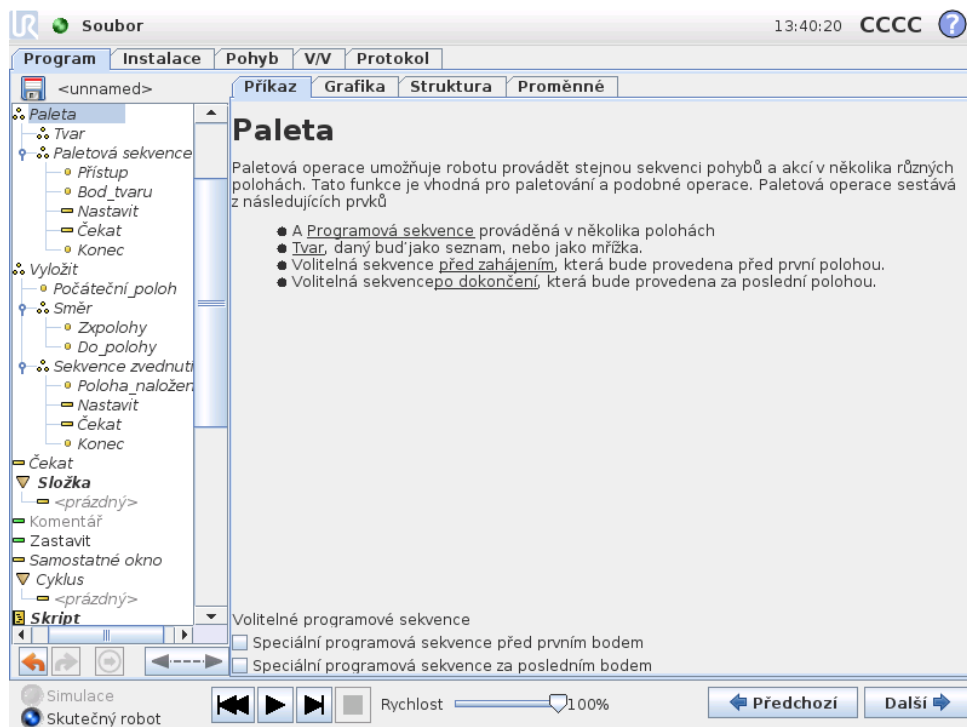 UR Soubor 13:40:20 CCCC ?
Program Instalace Pohyb V/V Protokol
<unnamed>
Příkaz Grafika Struktura Proměnné
Paleta
Tvar
Paletová sekvence
Přístup
Bod_tvaru
Nastavit
Čekat
Konec
Vyložit
Počáteční_poloh
Směr
Zxpolohy
Do_polohy
Sekvence zvednutí
Poloha_naložen
Nastavit
Čekat
Konec
Čekat
Složka
<prázdný>
Komentář
Zastavit
Samostatné okno
Cyklus
<prázdný>
Skript
Paleta
Paletová operace umožňuje robotu provádět stejnou sekvenci pohybů a akcí v několika různých
polohách. Tato funkce je vhodná pro paletování a podobné operace. Paletová operace sestává
z následujících prvků
● A Programová sekvence prováděná v několika polohách
● Tvar, daný buďjako seznam, nebo jako mřížka.
● Volitelná sekvence před zahájením, která bude provedena před první polohou.
● Volitelná sekvencepo dokončení, která bude provedena za poslední polohou.
Volitelné programové sekvence
Speciální programová sekvence před prvním bodem
Speciální programová sekvence za posledním bodem
Simulace
Skutečný robot
Rychlost 100%
Předchozí Další